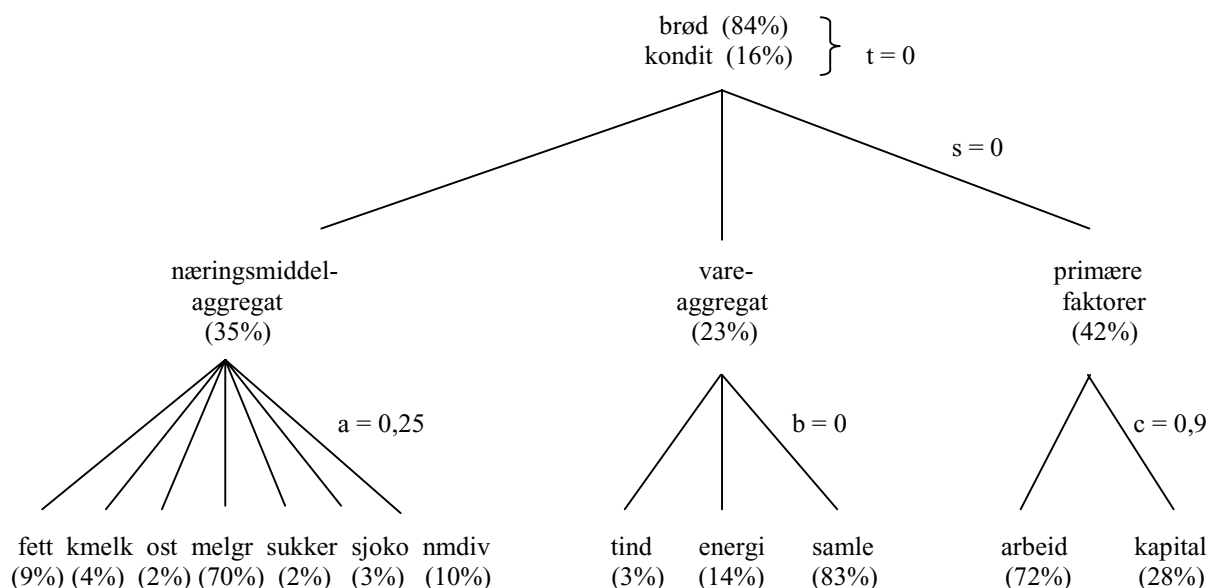 brød (84%)
kondit (16%)
t = 0
s = 0
næringsmiddel-
aggregat
(35%)
vare-
aggregat
(23%)
primære
faktorer
(42%)
a = 0,25
b = 0
c = 0,9
fett kmelk ost melgr sukker sjoko nmdiv
(9%) (4%) (2%) (70%) (2%) (3%) (10%)
tind energi samle
(3%) (14%) (83%)
arbeid kapital
(72%) (28%)